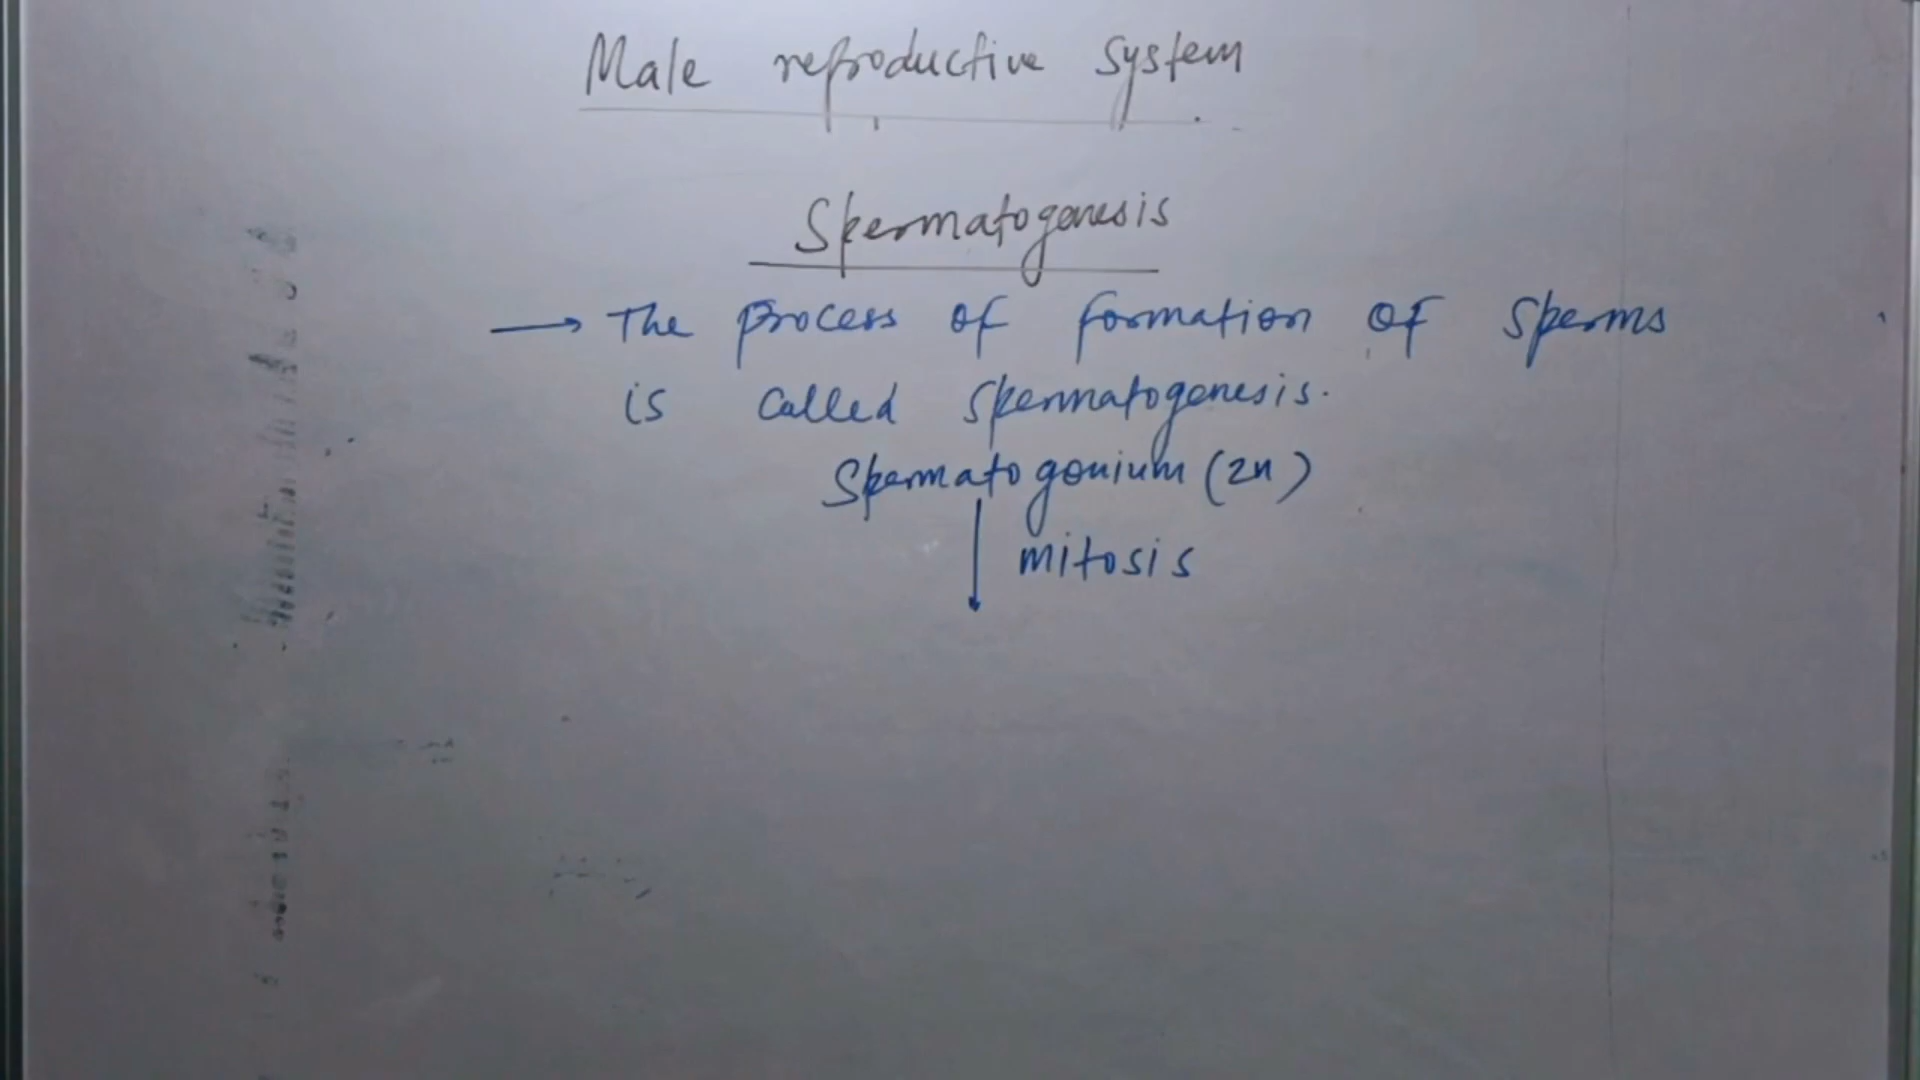 Male reproductive system
Spermatogenesis
→ The process of formation of sperms
is called spermatogenesis.
Spermatogonium (2n)
mitosis